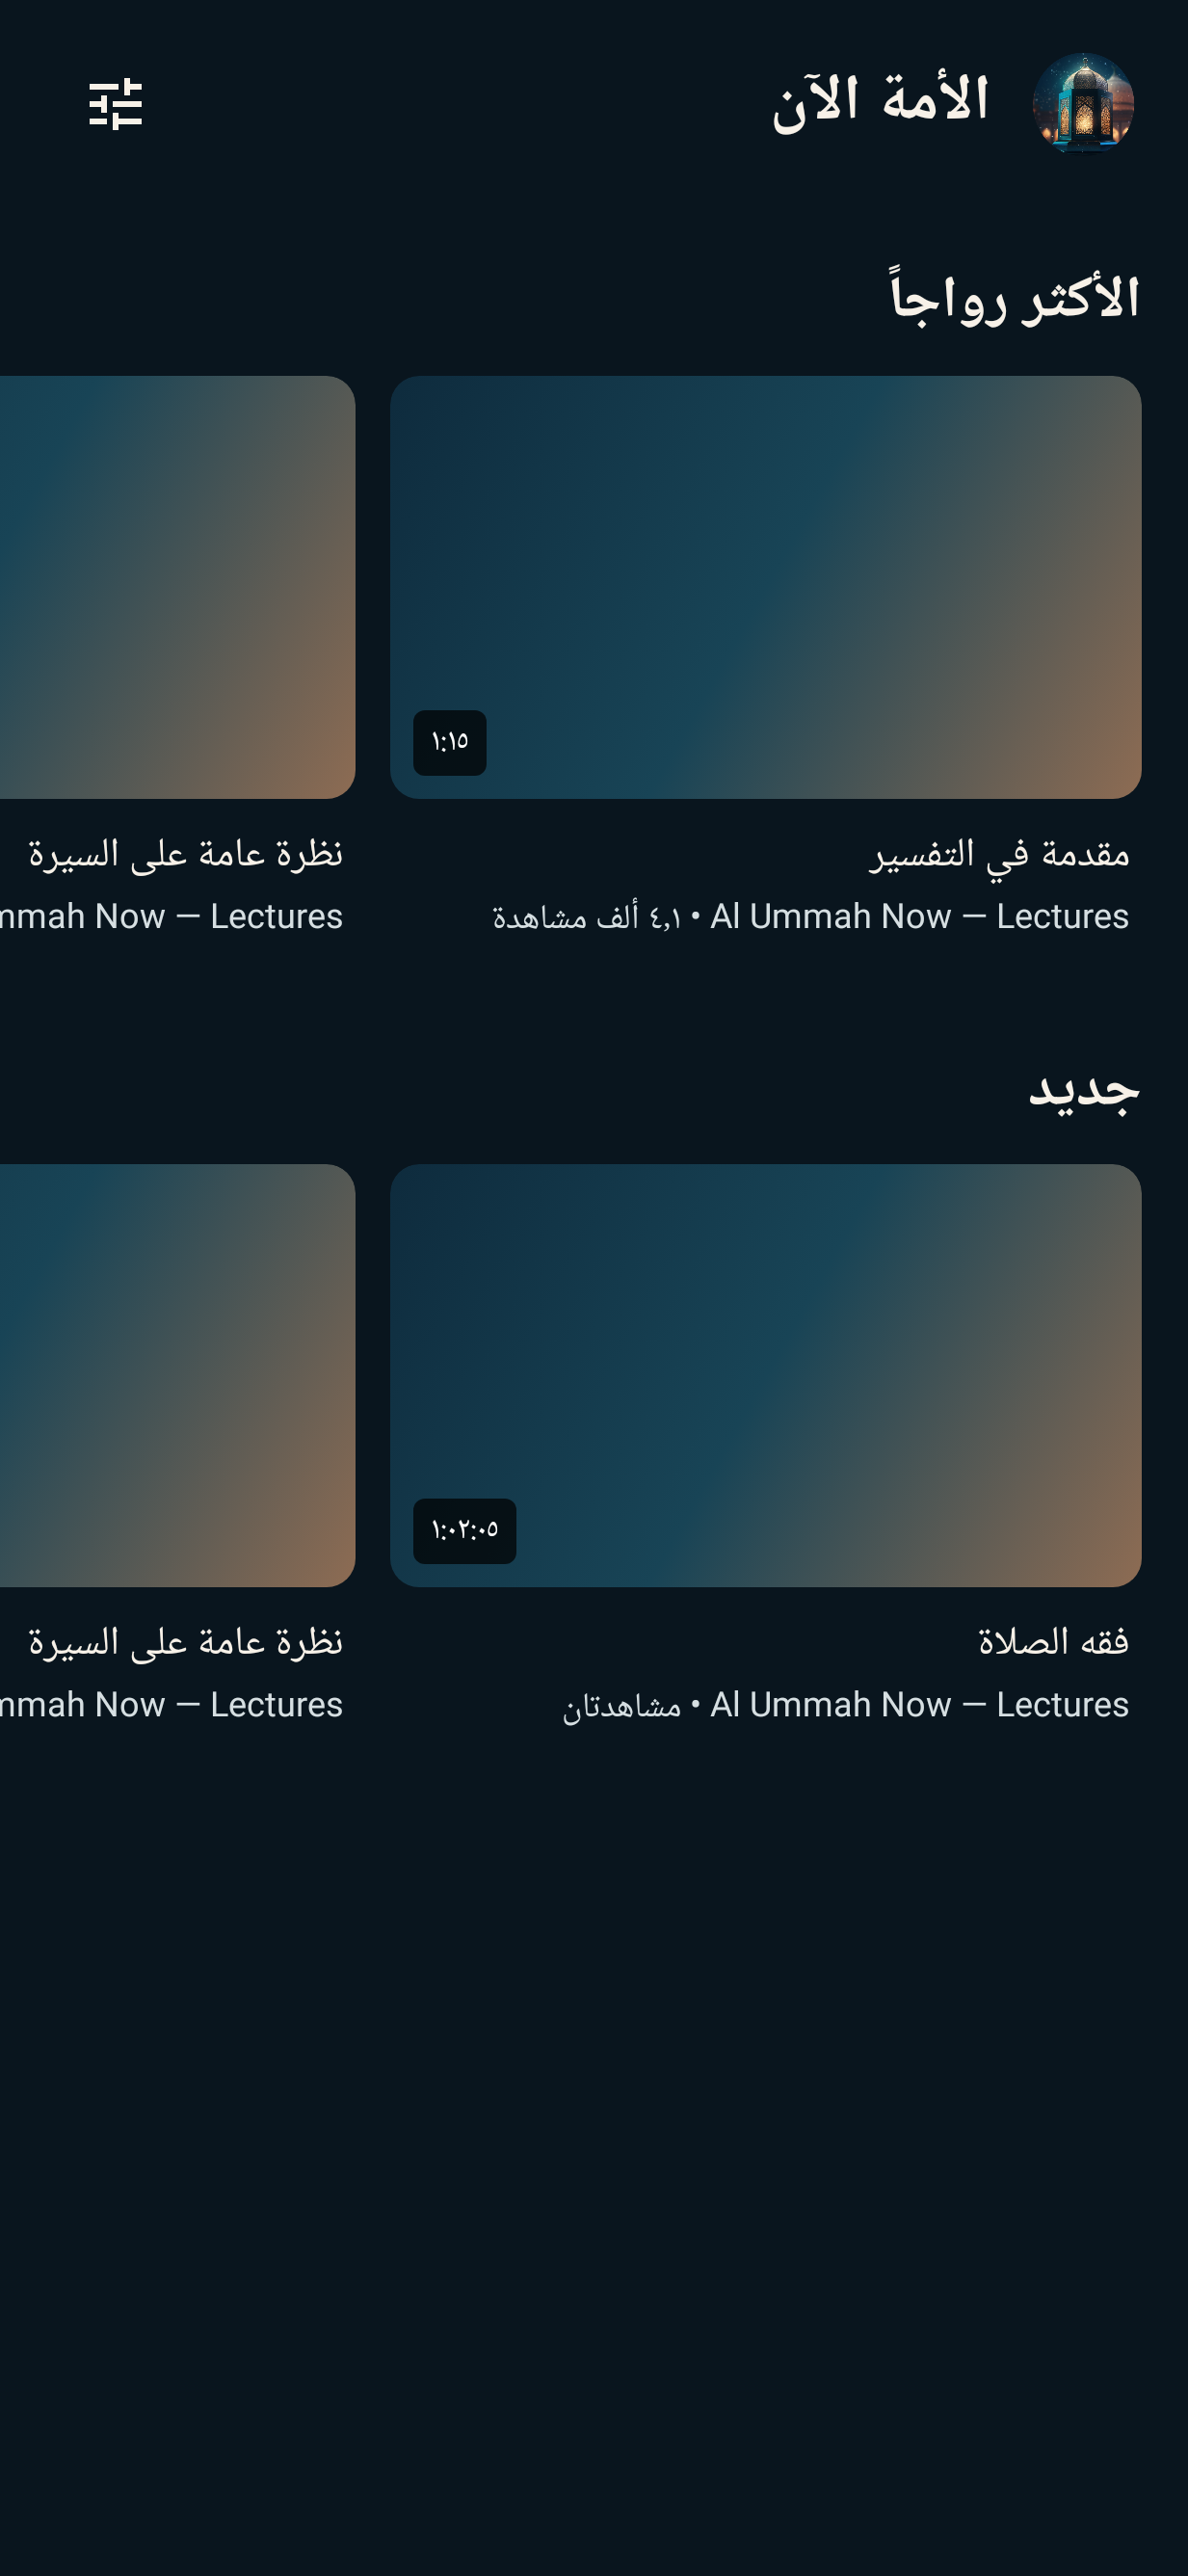 الأمة الآن
الأكثر رواجاً
١:١٥
مقدمة في التفسير
Al Ummah Now — Lectures • ٤٫١ ألف مشاهدة
نظرة عامة على السيرة
Now — Lectures
جديد
١:٠٢:٠٥
فقه الصلاة
Al Ummah Now — Lectures • مشاهدتان
نظرة عامة على السيرة
Now — Lectures